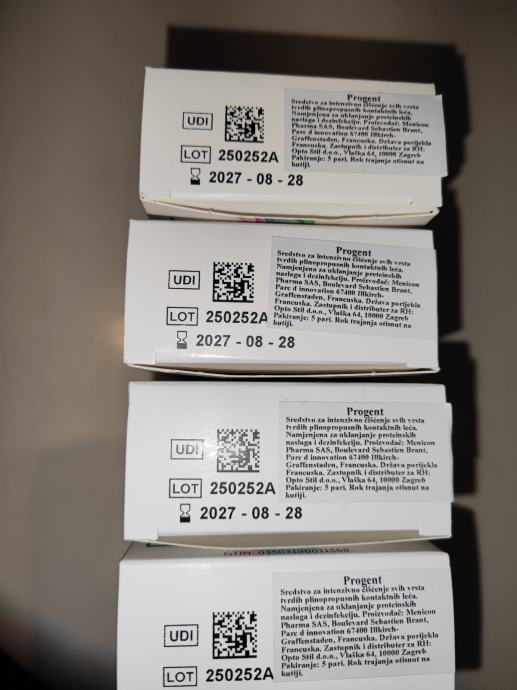 UDI
LOT 250252A
2027 - 08 - 28
Progent
Sredstvo za intenzivno čišćenje svih vrsta
tvrdih plinopropusnih kontaktnih leća.
Namjenjena za uklanjanje proteinskih
naslaga i dezinfekciju. Proizvođač: Menicon
Pharma SAS, Boulevard Sebastien Brant,
Parc d innovation 67400 Illkirch-
Graffenstaden, Francuska. Država porijekla
Francuska. Zastupnik i distributer za RH:
Opto Stil d.o.o., Vlaška 64, 10000 Zagreb
Pakiranje: 5 pari. Rok trajanja otisnut na
kutiji.
UDI
LOT 250252A
2027 - 08 - 28
Progent
Sredstvo za intenzivno čišćenje svih vrsta
tvrdih plinopropusnih kontaktnih leća.
Namjenjena za uklanjanje proteinskih
naslaga i dezinfekciju. Proizvođač: Menicon
Pharma SAS, Boulevard Sebastien Brant,
Parc d innovation 67400 Illkirch-
Graffenstaden, Francuska. Država porijekla
Francuska. Zastupnik i distributer za RH:
Opto Stil d.o.o., Vlaška 64, 10000 Zagreb
Pakiranje: 5 pari. Rok trajanja otisnut na
kutiji.
UDI
LOT 250252A
2027 - 08 - 28
Progent
Sredstvo za intenzivno čišćenje svih vrsta
tvrdih plinopropusnih kontaktnih leća.
Namjenjena za uklanjanje proteinskih
naslaga i dezinfekciju. Proizvođač: Menicon
Pharma SAS, Boulevard Sebastien Brant,
Parc d innovation 67400 Illkirch-
Graffenstaden, Francuska. Država porijekla
Francuska. Zastupnik i distributer za RH:
Opto Stil d.o.o., Vlaška 64, 10000 Zagreb
Pakiranje: 5 pari. Rok trajanja otisnut na
kutiji.
GTIN:
UDI
LOT 250252A
Progent
Sredstvo za intenzivno čišćenje svih vrsta
tvrdih plinopropusnih kontaktnih leća.
Namjenjena za uklanjanje proteinskih
naslaga i dezinfekciju. Proizvođač: Menicon
Pharma SAS, Boulevard Sebastien Brant,
Parc d innovation 67400 Illkirch-
Graffenstaden, Francuska. Država porijekla
Francuska. Zastupnik i distributer za RH:
Opto Stil d.o.o., Vlaška 64, 10000 Zagreb
Pakiranje: 5 pari. Rok trajanja otisnut na
kutiji.